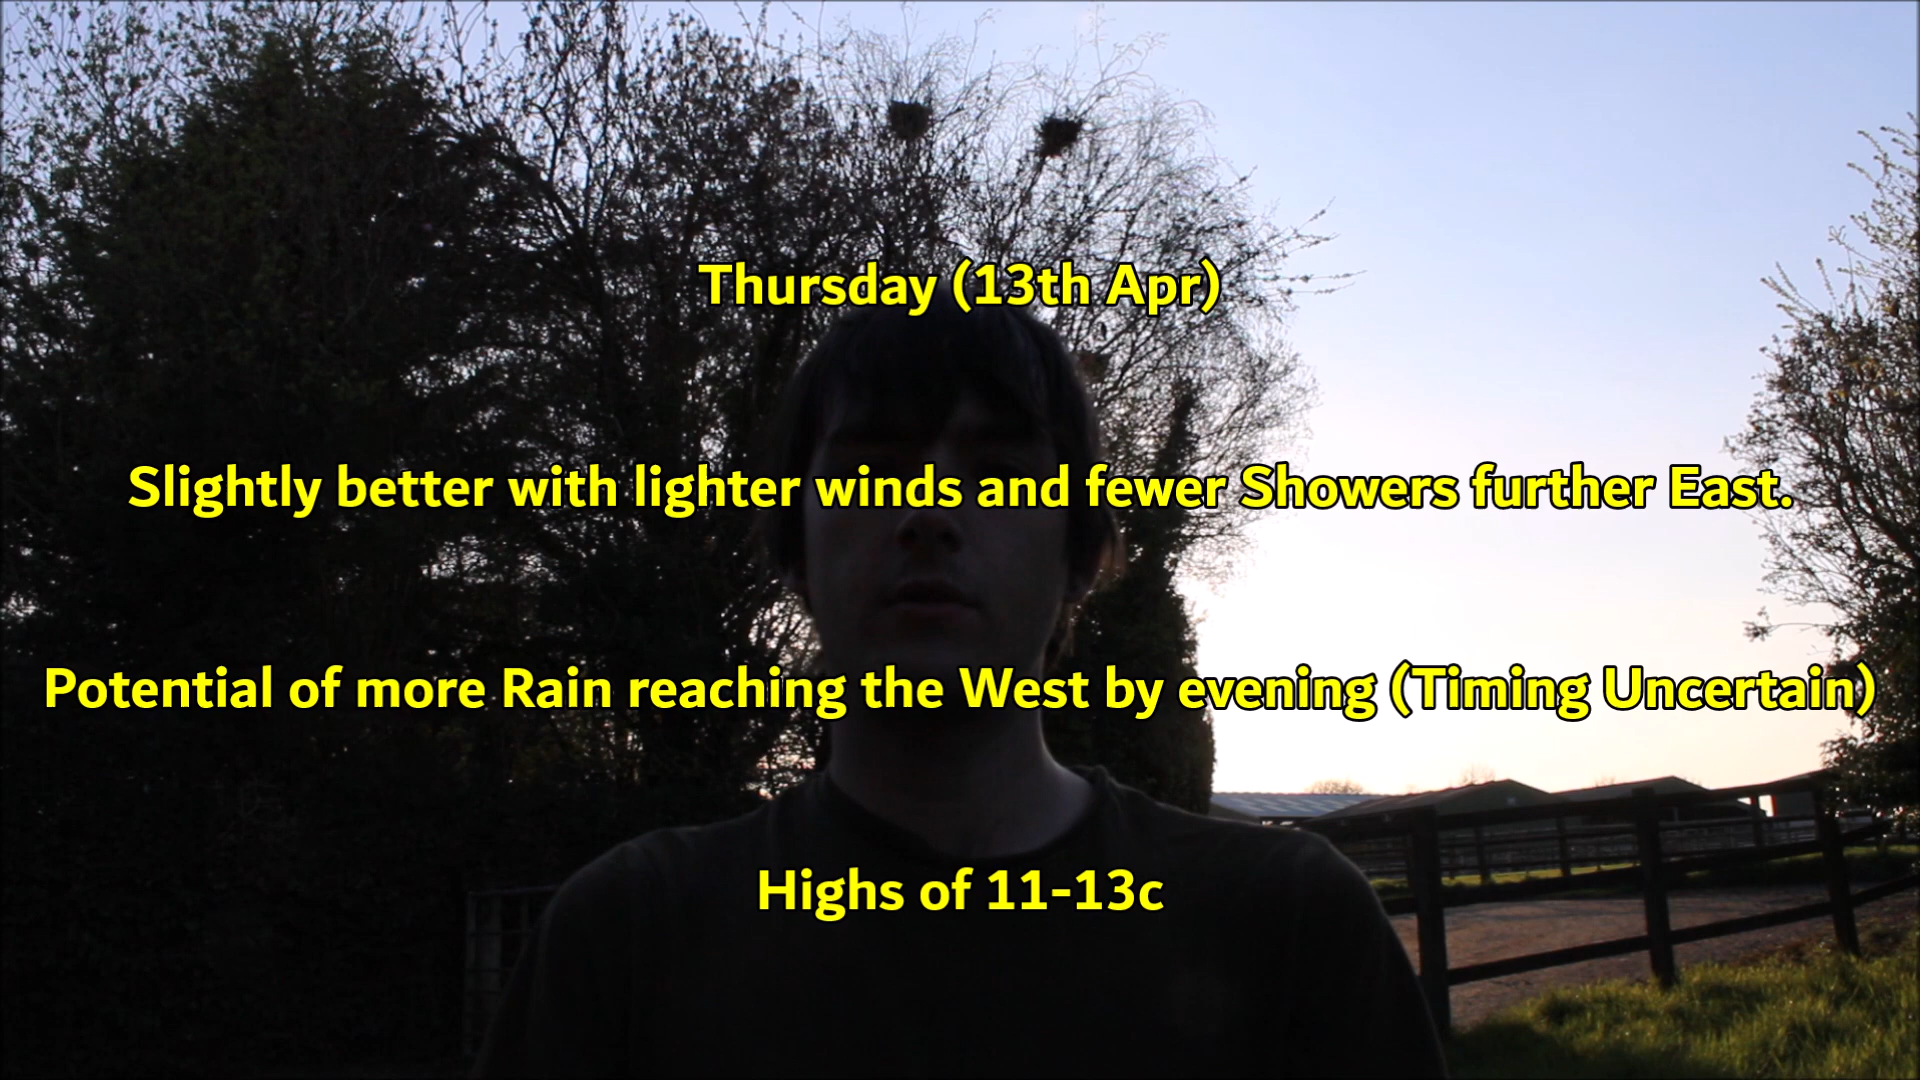 Thursday (13th Apr)
Slightly better with lighter winds and fewer Showers further East.
Potential of more Rain reaching the West by evening (Timing Uncertain)
Highs of 11-13c